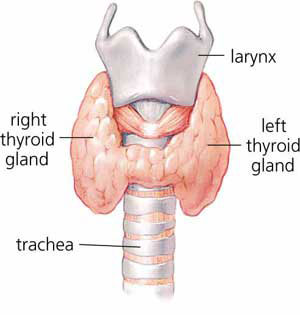 larynx
right
thyroid
gland
left
thyroid
gland
trachea